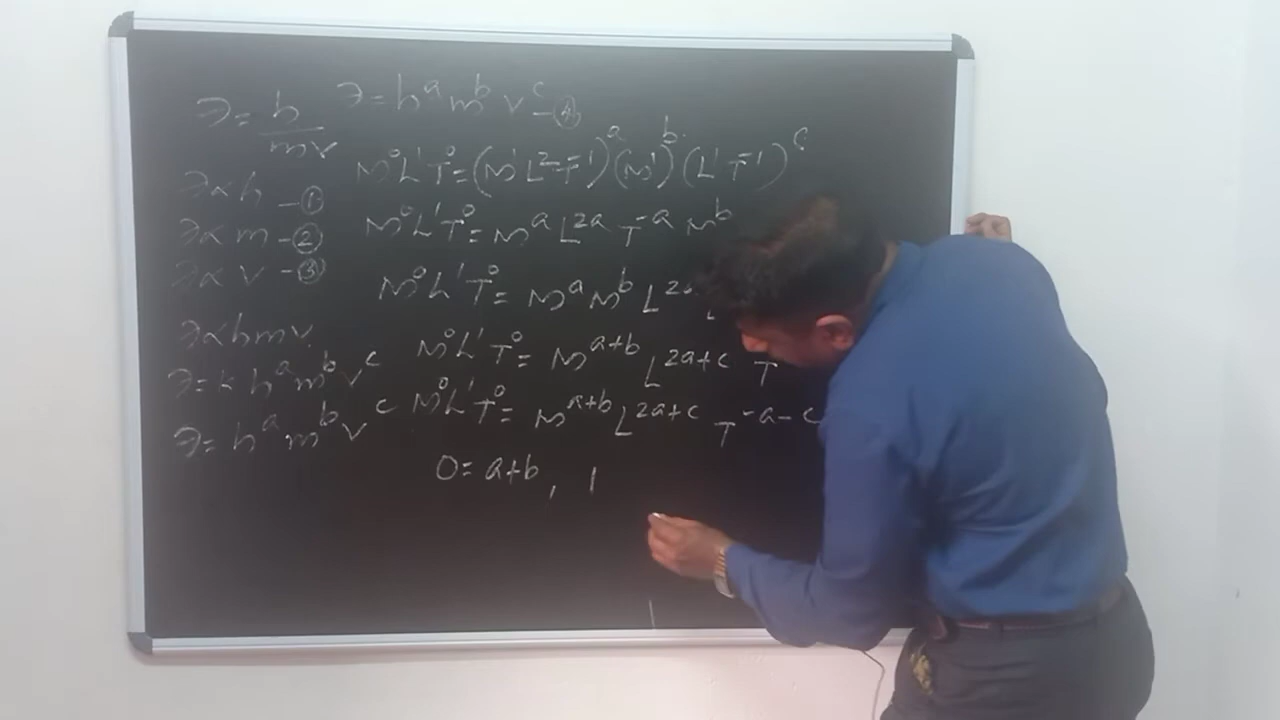 λ = h/mv
λ ∝ h -①
λ ∝ m -②
λ ∝ v -③
λ ∝ h m v
λ = k h^a m^b v^c
λ = h^a m^b v^c
λ = h^a m^b v^c -④
M^0 L^1 T^0 = (M^1 L^2 T^-1)^a (M^1)^b (L^1 T^-1)^c
M^0 L^1 T^0 = M^a L^2a T^-a M^b
M^0 L^1 T^0 = M^a M^b L^2a
M^0 L^1 T^0 = M^a+b L^2a+c T
M^0 L^1 T^0 = M^a+b L^2a+c T^-a-c
0 = a+b, 1